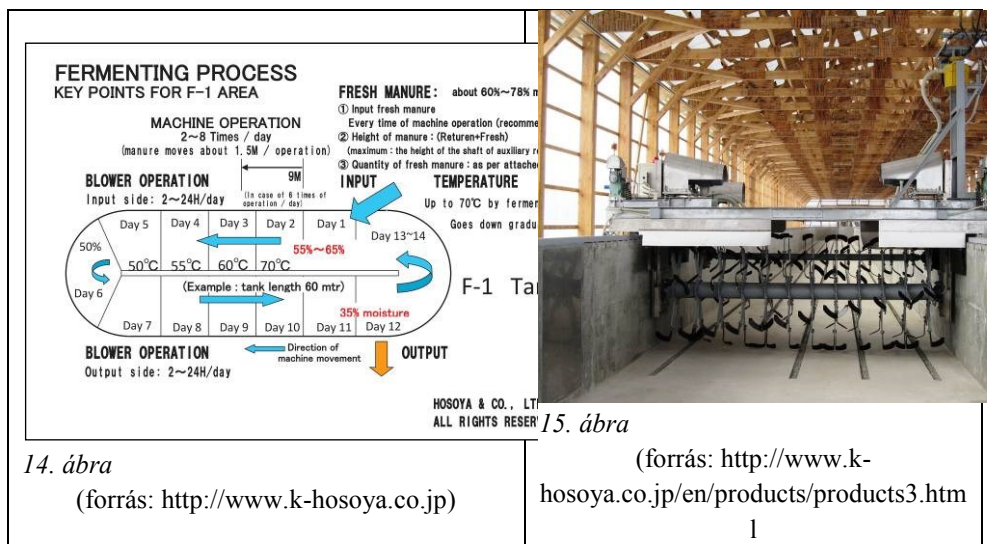 FERMENTING PROCESS
KEY POINTS FOR F-1 AREA
FRESH MANURE: about 60%~78% m
① Input fresh manure
Every time of machine operation (recomme
② Height of manure : (Returen+Fresh)
(maximum : the height of the shaft of auxiliary r
③ Quantity of fresh manure : as per attache
MACHINE OPERATION
2~8 Times / day
(manure moves about 1.5M / operation)
9M
(In case of 6 times of
operation / day)
BLOWER OPERATION
Input side: 2~24H/day
INPUT
TEMPERATURE
Up to 70℃ by fermen
Goes down gradu
Day 5 Day 4 Day 3 Day 2 Day 1
Day 13~14
55%~65%
50%
50℃ 55℃ 60℃ 70℃
Day 6
(Example : tank length 60 mtr)
F-1 Tan
35% moisture
Day 7 Day 8 Day 9 Day 10 Day 11 Day 12
BLOWER OPERATION
Output side: 2~24H/day
Direction of
machine movement
OUTPUT
HOSOYA & CO., LT
ALL RIGHTS RESER
14. ábra
(forrás: http://www.k-hosoya.co.jp)
15. ábra
(forrás: http://www.k-
hosoya.co.jp/en/products/products3.htm
l